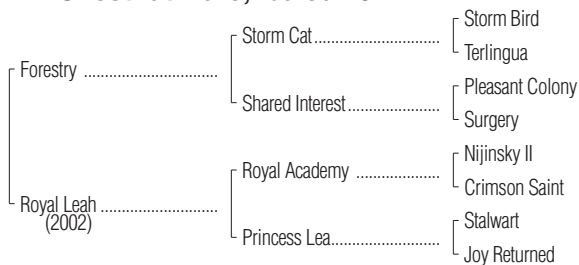 Storm Bird
Storm Cat
Terlingua
Forestry
Pleasant Colony
Shared Interest
Surgery
Nijinsky II
Royal Academy
Crimson Saint
Royal Leah
(2002)
Stalwart
Princess Lea
Joy Returned